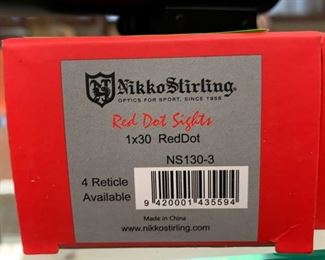 NikkoStirling®
OPTICS FOR SPORT, SINCE 1956
Red Dot Sights
1x30 RedDot
NS130-3
4 Reticle
Available
9 420001 435594
Made in China
www.nikkostirling.com